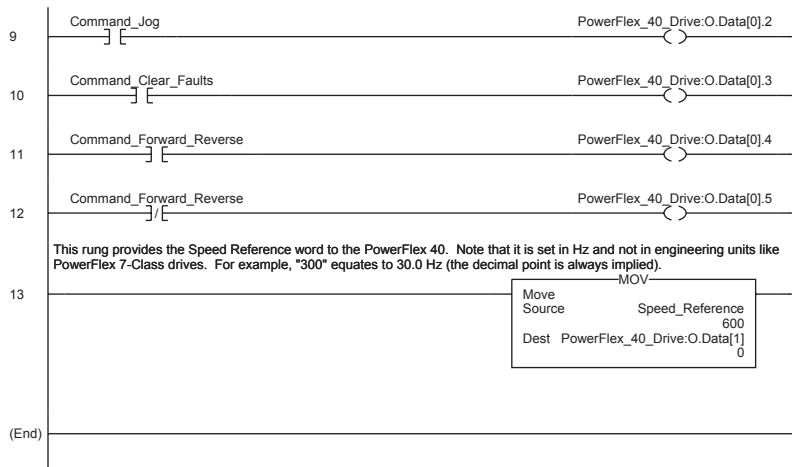 Command_Jog PowerFlex_40_Drive:O.Data[0].2
9
Command_Clear_Faults PowerFlex_40_Drive:O.Data[0].3
10
Command_Forward_Reverse PowerFlex_40_Drive:O.Data[0].4
11
Command_Forward_Reverse PowerFlex_40_Drive:O.Data[0].5
12
This rung provides the Speed Reference word to the PowerFlex 40. Note that it is set in Hz and not in engineering units like
PowerFlex 7-Class drives. For example, "300" equates to 30.0 Hz (the decimal point is always implied).
MOV
13
Move
Source Speed_Reference
600
Dest PowerFlex_40_Drive:O.Data[1]
0
(End)